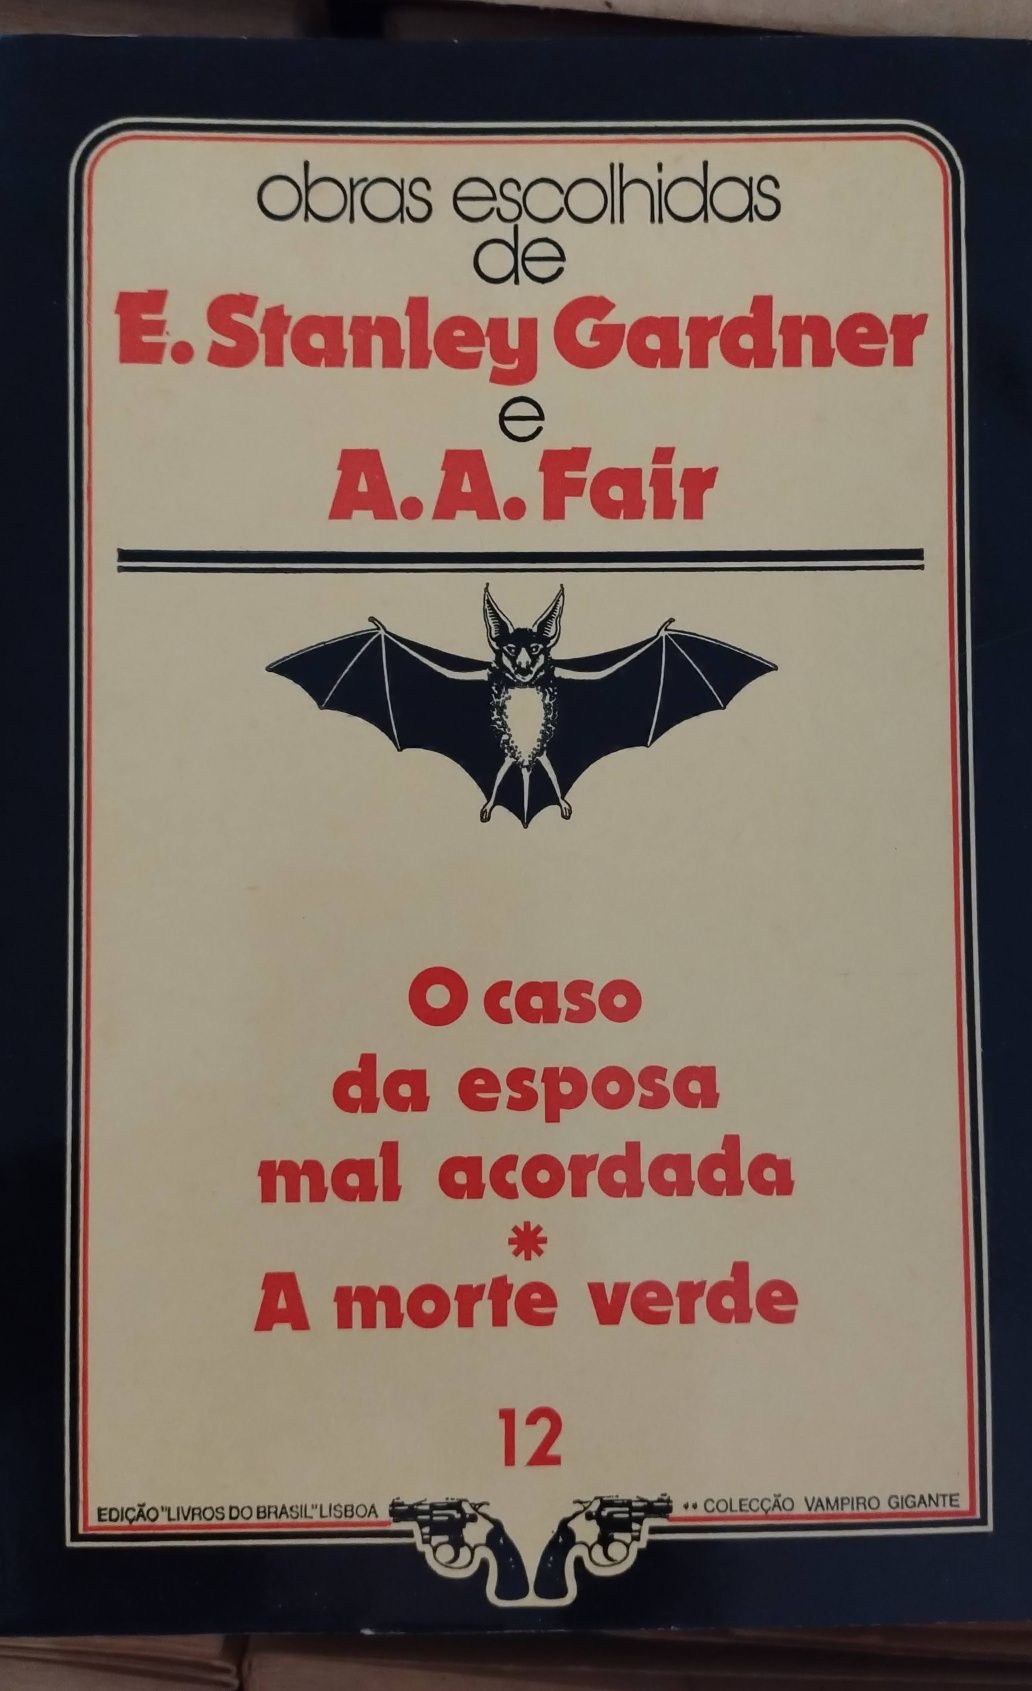 obras escolhidas
de
E. Stanley Gardner
e
A. A. Fair
O caso
da esposa
mal acordada
*
A morte verde
12
EDIÇÃO "LIVROS DO BRASIL" LISBOA
** COLECÇÃO VAMPIRO GIGANTE